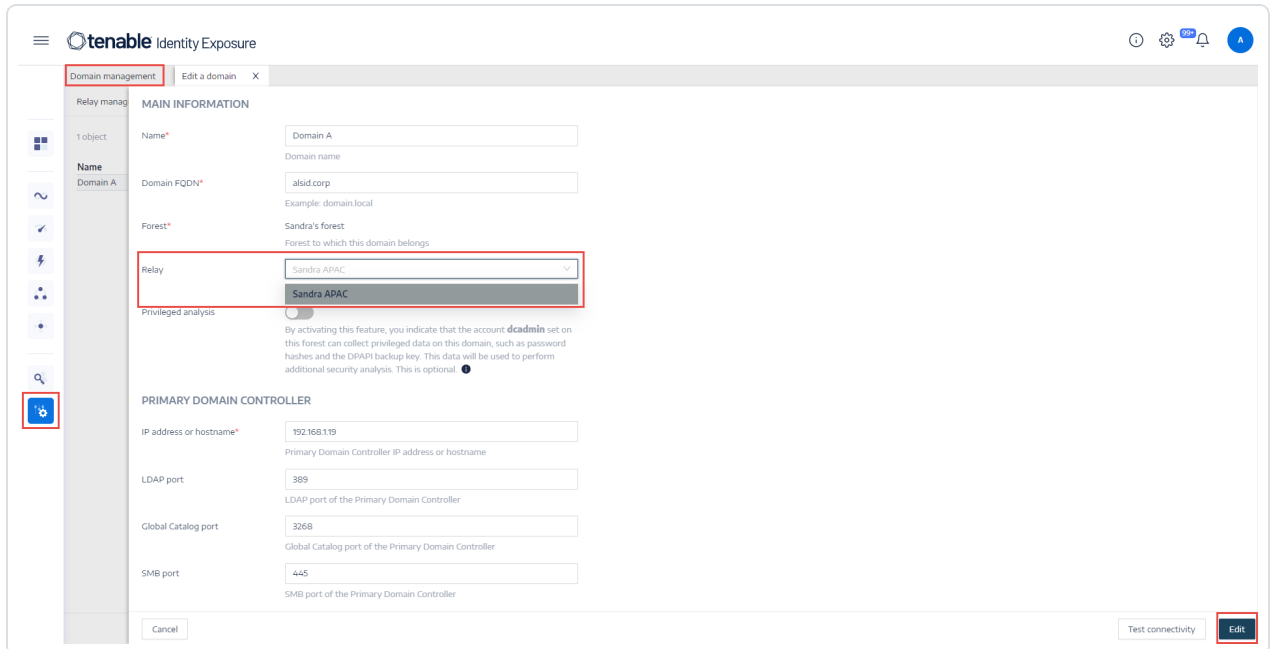 tenable Identity Exposure
99+
A
Domain management
Edit a domain X
Relay manag
1 object
Name
Domain A
MAIN INFORMATION
Name*
Domain A
Domain name
Domain FQDN*
alsid.corp
Example: domain.local
Forest*
Sandra's forest
Forest to which this domain belongs
Relay
Sandra APAC
Sandra APAC
Privileged analysis
By activating this feature, you indicate that the account dcadmin set on
this forest can collect privileged data on this domain, such as password
hashes and the DPAPI backup key. This data will be used to perform
additional security analysis. This is optional.
PRIMARY DOMAIN CONTROLLER
IP address or hostname*
192.168.1.19
Primary Domain Controller IP address or hostname
LDAP port
389
LDAP port of the Primary Domain Controller
Global Catalog port
3268
Global Catalog port of the Primary Domain Controller
SMB port
445
SMB port of the Primary Domain Controller
Cancel
Test connectivity
Edit